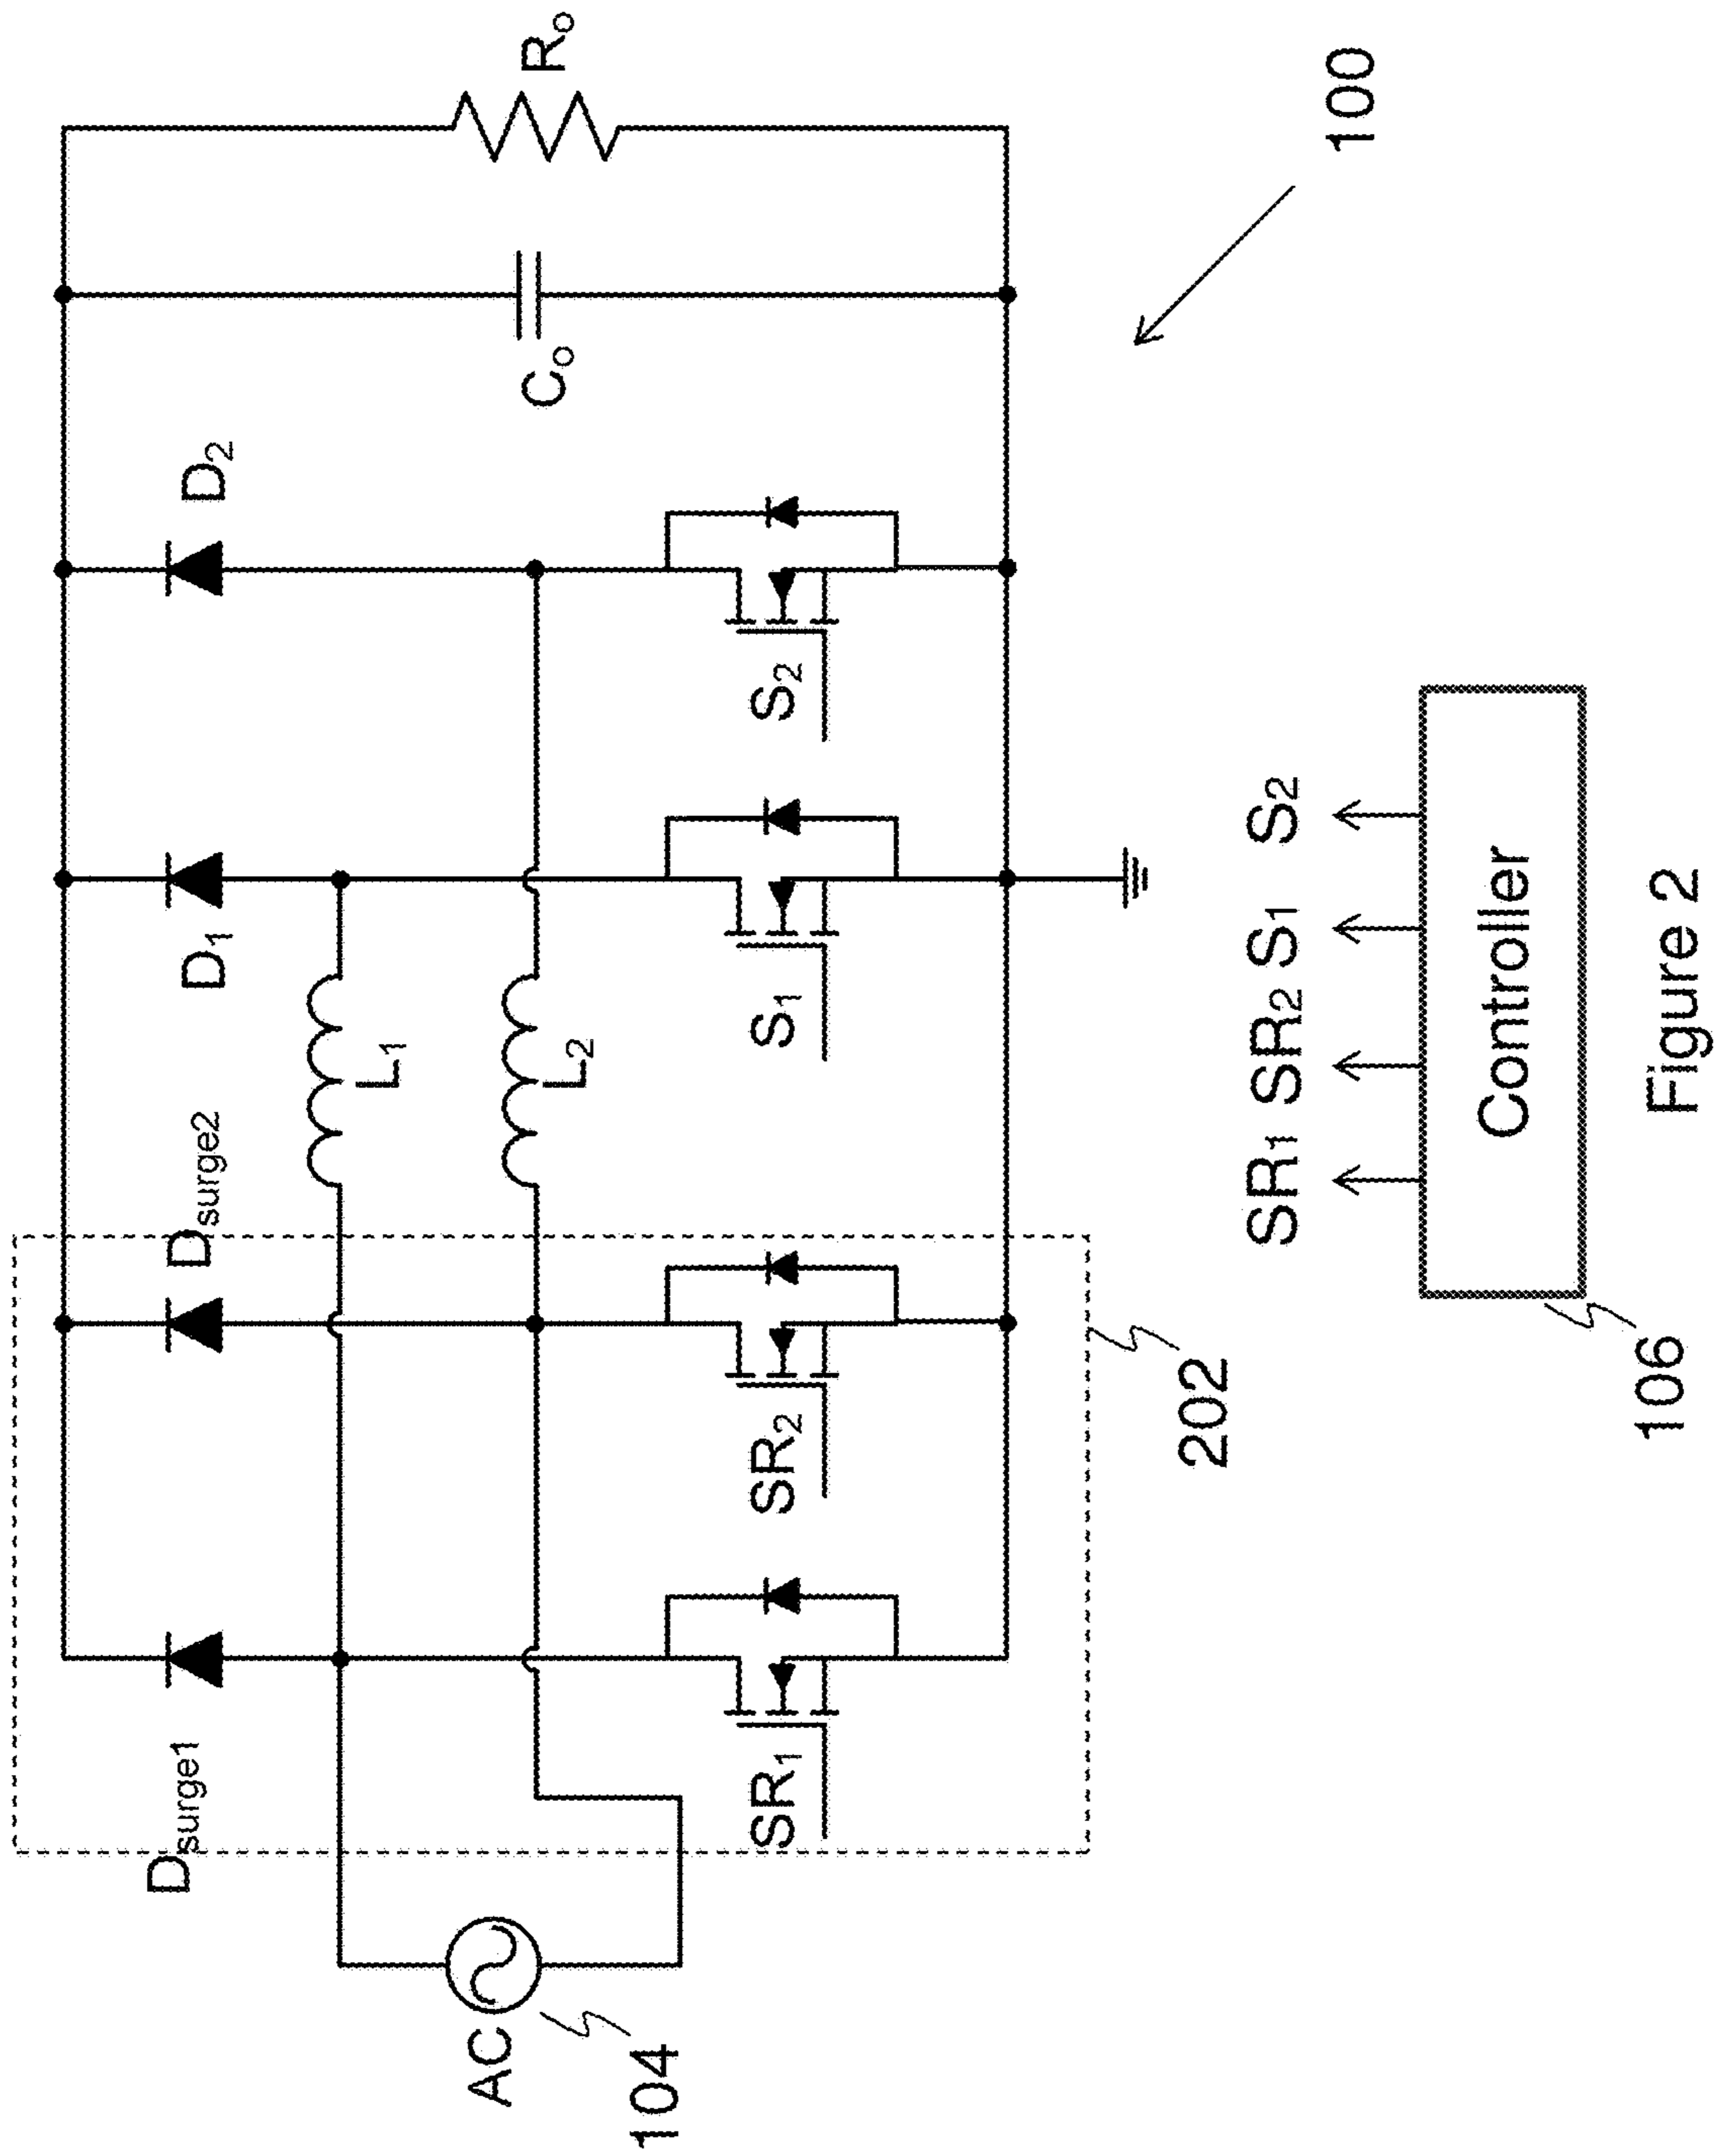 Dsurge1
Dsurge2
D1
D2
L1
L2
AC
104
Co
Ro
SR1
SR2
S1
S2
202
100
SR1 SR2 S1 S2
Controller
106
Figure 2